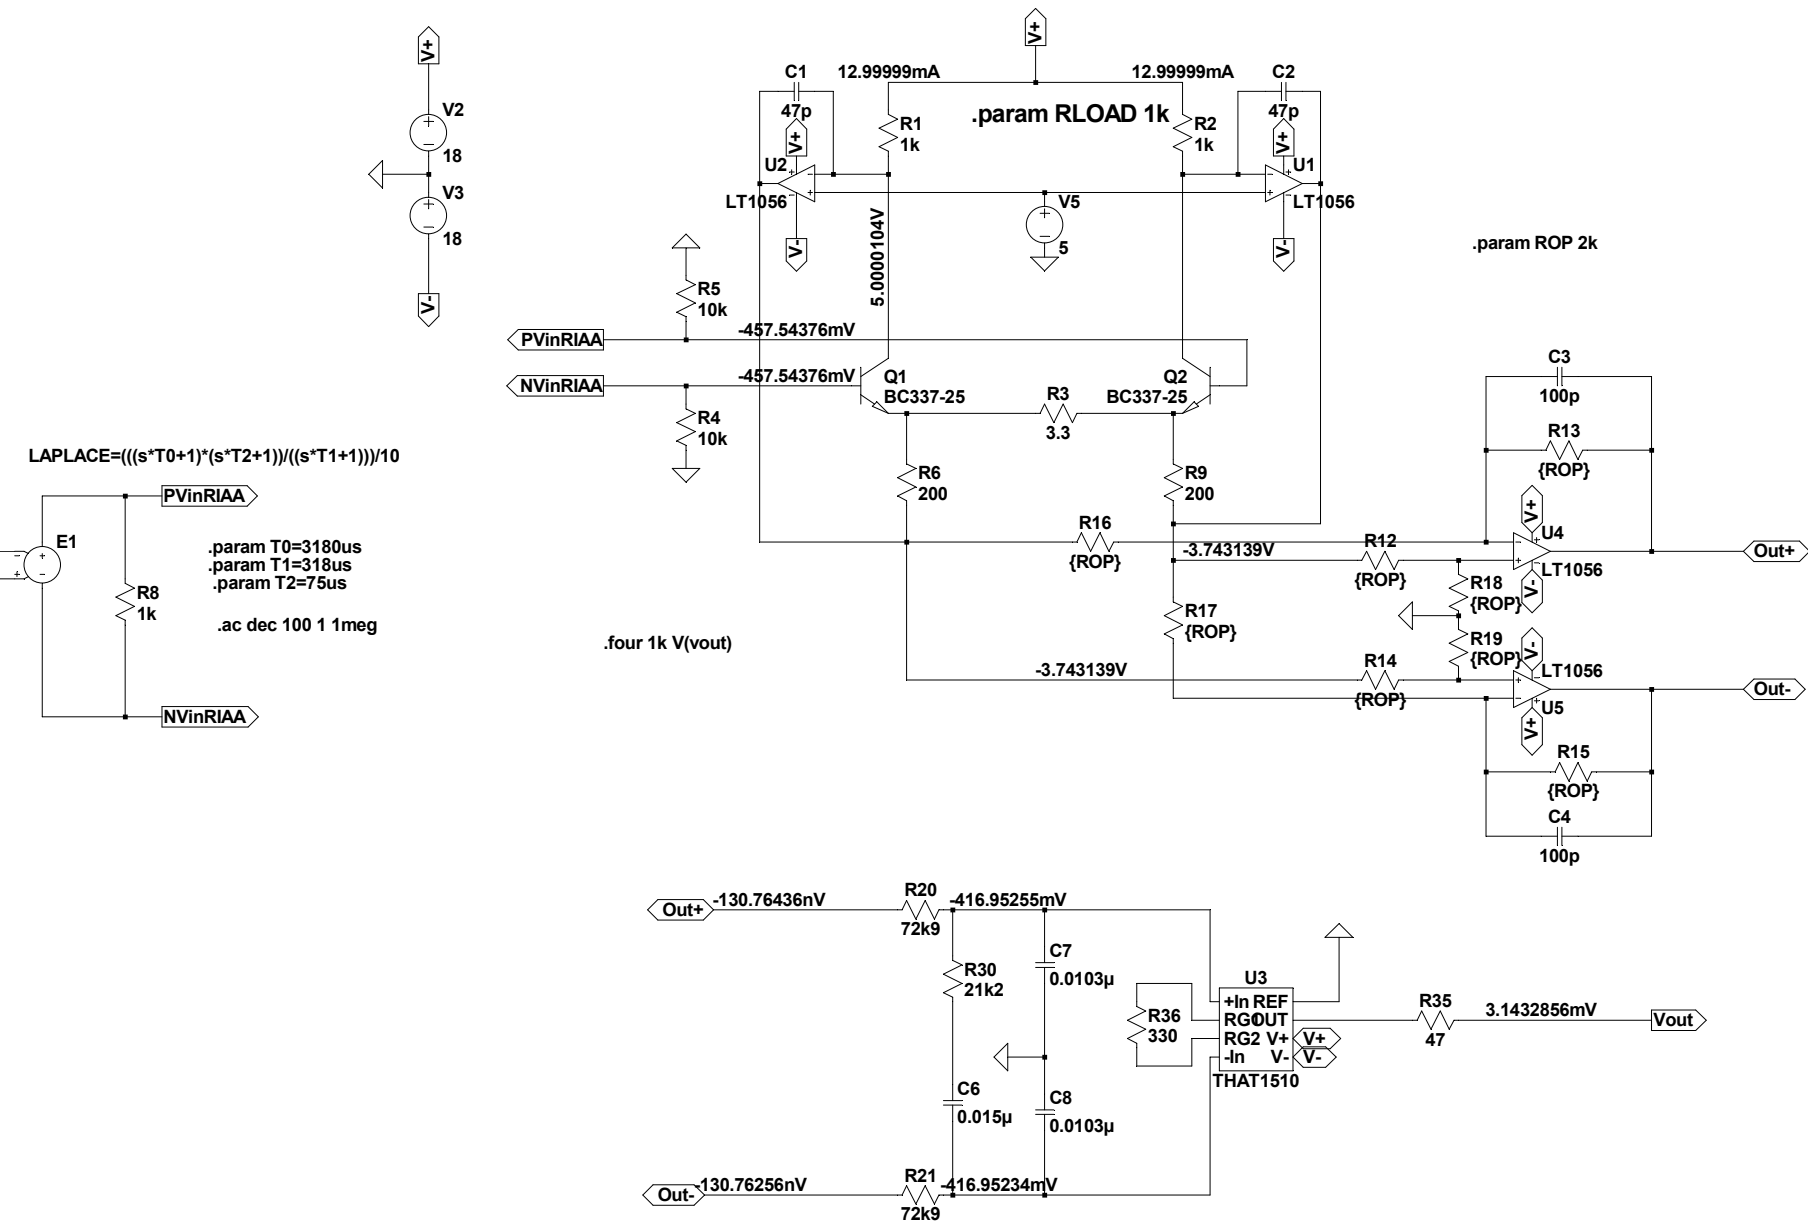 V+
V2
18
V3
18
V-
V+
12.99999mA
12.99999mA
C1
47p
C2
47p
R1
1k
.param RLOAD 1k
R2
1k
V+
V+
U2
LT1056
U1
LT1056
V-
V-
V5
5
5.0000104V
.param ROP 2k
R5
10k
PVinRIAA
-457.54376mV
NVinRIAA
-457.54376mV
Q1
BC337-25
Q2
BC337-25
R3
3.3
R4
10k
R6
200
R9
200
C3
100p
R13
{ROP}
LAPLACE=(((s*T0+1)*(s*T2+1))/((s*T1+1)))/10
PVinRIAA
E1
.param T0=3180us
.param T1=318us
.param T2=75us
R8
1k
.ac dec 100 1 1meg
NVinRIAA
.four 1k V(vout)
R16
{ROP}
-3.743139V
R12
{ROP}
V+
U4
LT1056
V-
Out+
R18
{ROP}
R17
{ROP}
R19
{ROP}
V-
-3.743139V
R14
{ROP}
LT1056
U5
V+
Out-
R15
{ROP}
C4
100p
Out+
-130.76436nV
R20
72k9
-416.95255mV
R30
21k2
C7
0.0103µ
C6
0.015µ
C8
0.0103µ
R36
330
U3
+In REF
RG1 OUT
RG2 V+
-In V-
THAT1510
V+
V-
R35
47
3.1432856mV
Vout
Out-
-130.76256nV
R21
72k9
-416.95234mV